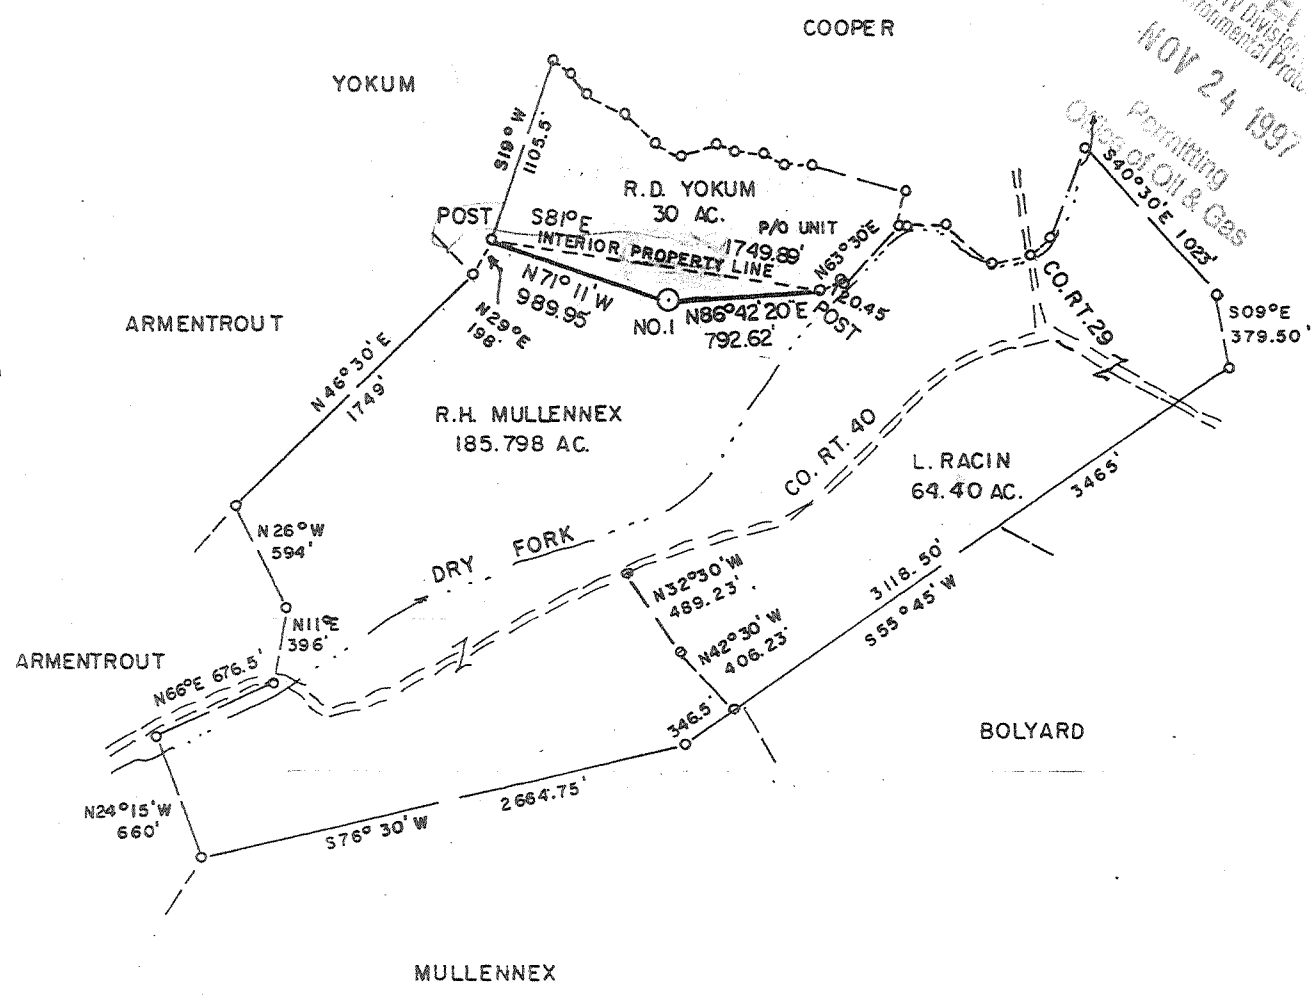 COOPER
YOKUM
NOV 24 1997
Permitting
Office of Oil & Gas
S19°W
1105.5'
R.D. YOKUM
30 AC.
P/O UNIT
POST
S81°E
1749.89'
INTERIOR PROPERTY LINE
N63°30'E
120.45'
POST
S40°30'E 1023'
S09°E
379.50'
CO.RT.29
N71°11'W
989.95'
NO.1
N86°42'20"E
792.62'
N29°E
198'
ARMENTROUT
N46°30'E
1749'
R.H. MULLENNEX
185.798 AC.
CO. RT. 40
L. RACIN
64.40 AC.
3465'
N26°W
594'
DRY FORK
N32°30'W
489.23'
3118.50'
S55°45'W
N11°E
396'
N42°30'W
406.23'
ARMENTROUT
N66°E 676.5'
346.5'
BOLYARD
N24°15'W
660'
2664.75'
S76°30'W
MULLENNEX